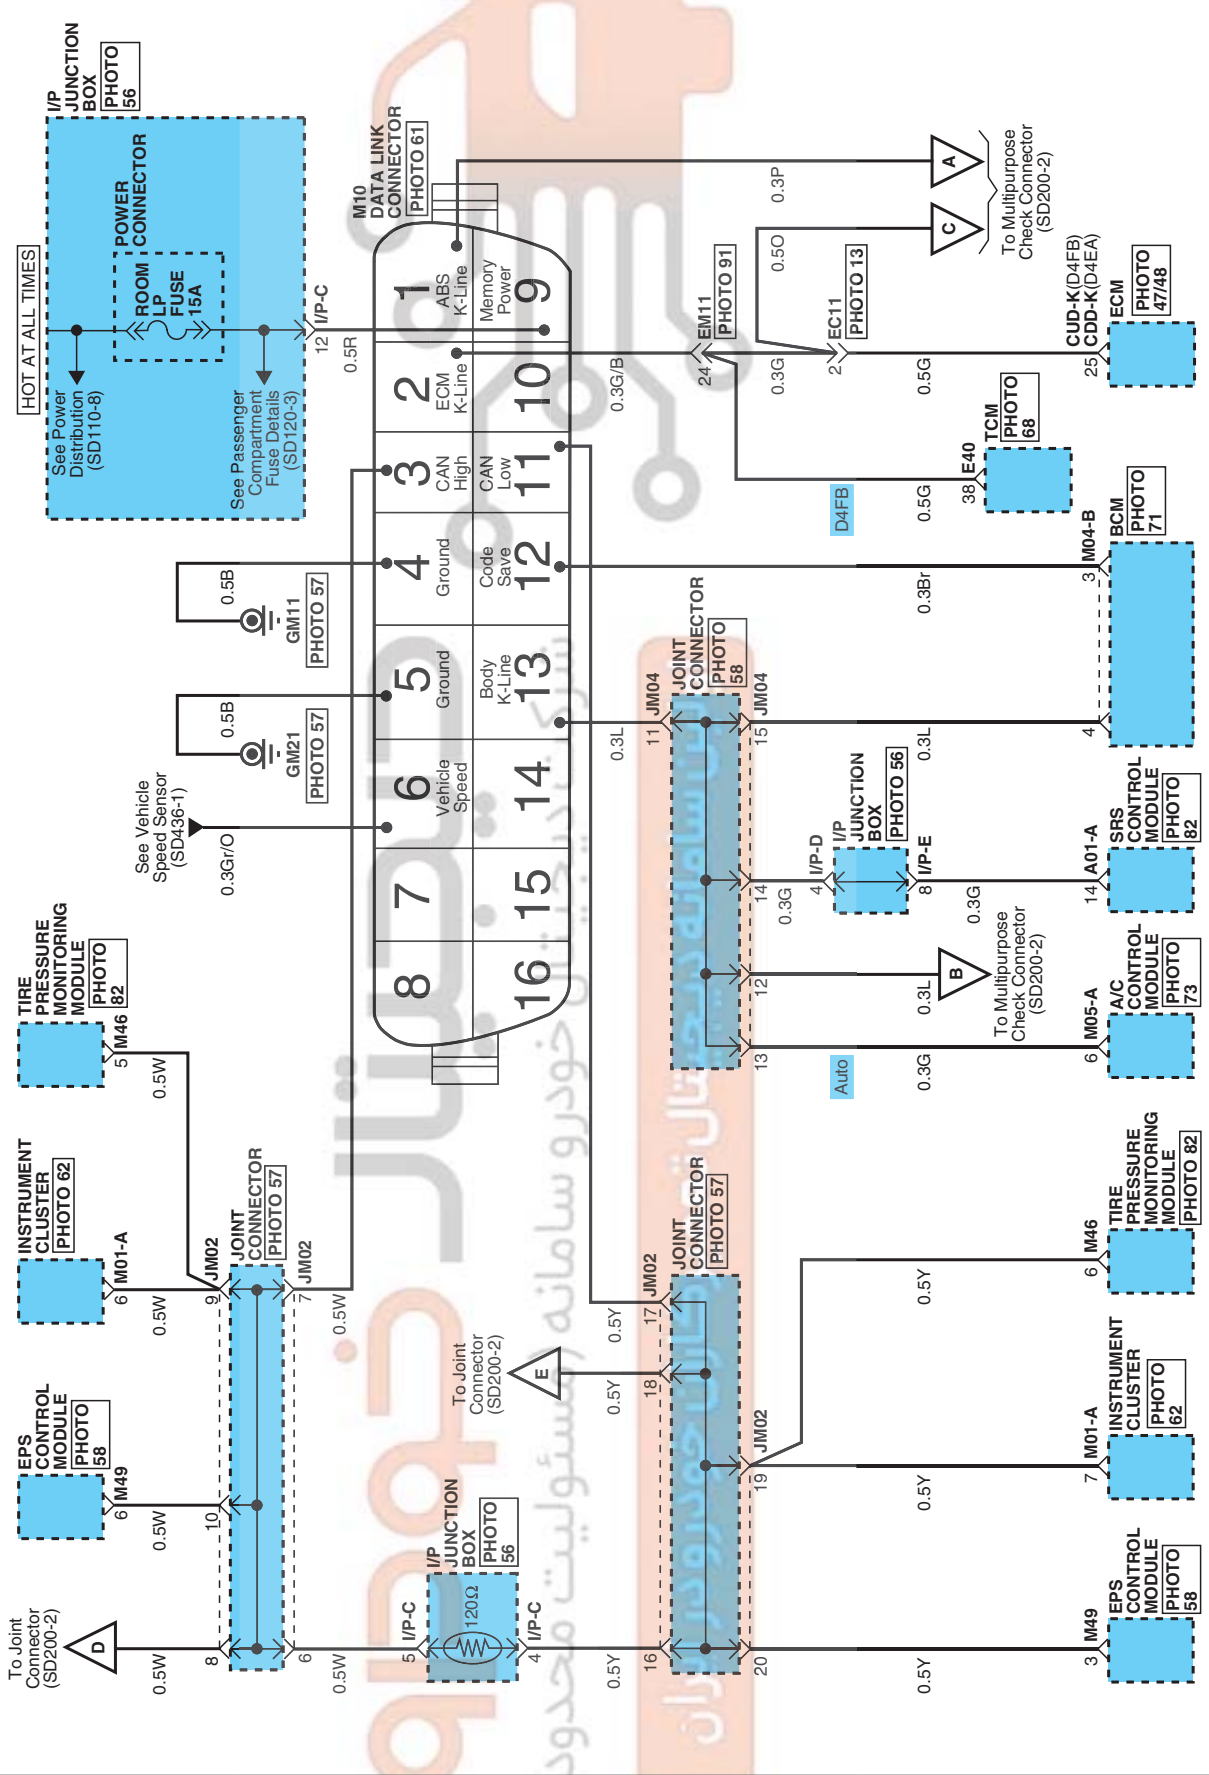 HOT AT ALL TIMES
I/P
JUNCTION
BOX
PHOTO
56
See Power
Distribution
(SD110-8)
POWER
CONNECTOR
ROOM
LP
FUSE
15A
See Passenger
Compartment
Fuse Details
(SD120-3)
12
I/P-C
0.5R
To Joint
Connector
(SD200-2)
D
0.5W
8
EPS
CONTROL
MODULE
PHOTO
58
6
M49
0.5W
10
INSTRUMENT
CLUSTER
PHOTO 62
6
M01-A
0.5W
9
JM02
TIRE
PRESSURE
MONITORING
MODULE
PHOTO
82
5
M46
0.5W
JOINT
CONNECTOR
PHOTO 57
6
0.5W
7
JM02
0.5W
See Vehicle
Speed Sensor
(SD436-1)
0.3Gr/O
0.5B
GM21
PHOTO 57
0.5B
GM11
PHOTO 57
M10
DATA LINK
CONNECTOR
PHOTO 61
8
7
6
Vehicle
Speed
5
Ground
4
Ground
3
CAN
High
2
ECM
K-Line
1
ABS
K-Line
16
15
14
Body
K-Line
13
Code
Save
12
CAN
Low
11
10
Memory
Power
9
5
I/P-C
I/P
JUNCTION
BOX
PHOTO
56
120Ω
4
I/P-C
0.5Y
16
To Joint
Connector
(SD200-2)
E
0.5Y
18
0.5Y
17
JM02
JOINT
CONNECTOR
PHOTO 57
20
19
JM02
0.5Y
3
M49
EPS
CONTROL
MODULE
PHOTO
58
0.5Y
7
M01-A
INSTRUMENT
CLUSTER
PHOTO
62
0.5Y
6
M46
TIRE
PRESSURE
MONITORING
MODULE
PHOTO 82
0.3L
11
JM04
JOINT
CONNECTOR
PHOTO
58
13
12
14
15
JM04
Auto
0.3G
6
M05-A
A/C
CONTROL
MODULE
PHOTO
73
0.3L
B
To Multipurpose
Check Connector
(SD200-2)
0.3G
4
I/P-D
I/P
JUNCTION
BOX
PHOTO 56
8
I/P-E
0.3G
14
A01-A
SRS
CONTROL
MODULE
PHOTO
82
0.3L
4
0.3Br
3
M04-B
BCM
PHOTO
71
0.3G/B
24
EM11
PHOTO 91
0.3G
D4FB
0.5G
38
E40
TCM
PHOTO
68
2
EC11
PHOTO 13
0.5G
25
CUD-K(D4FB)
CDD-K(D4EA)
ECM
PHOTO
47/48
0.5O
C
0.3P
A
To Multipurpose
Check Connector
(SD200-2)
شرکت دیجیتال خودرو سامانه (مسئولیت محدود